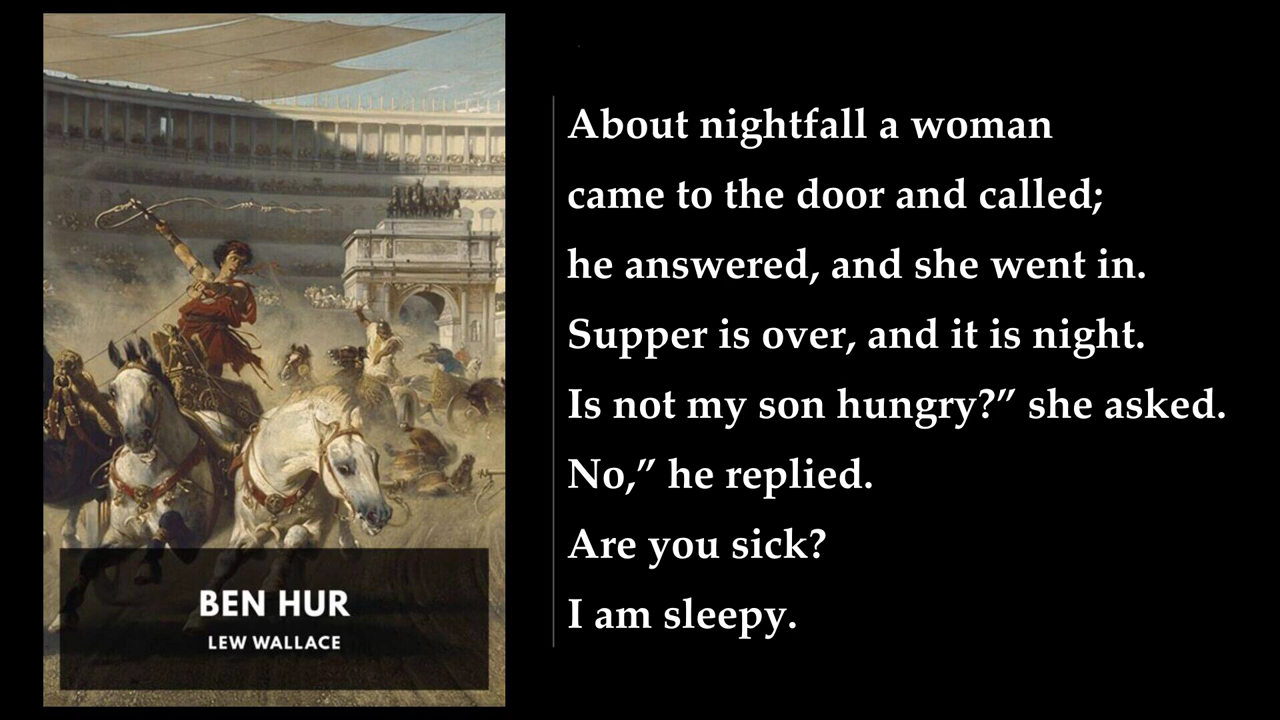 BEN HUR
LEW WALLACE
About nightfall a woman
came to the door and called;
he answered, and she went in.
Supper is over, and it is night.
Is not my son hungry?” she asked.
No,” he replied.
Are you sick?
I am sleepy.